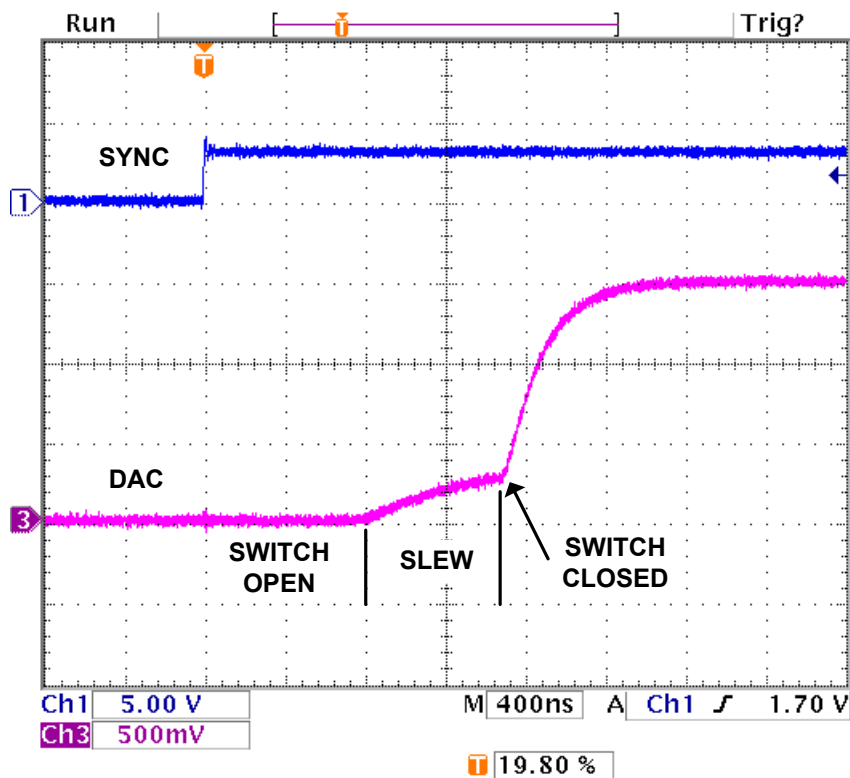 Run Trig?
T
T
SYNC
1
DAC
3
SWITCH OPEN
SLEW
SWITCH CLOSED
Ch1 5.00 V M 400ns A Ch1 1.70 V
Ch3 500mV
T 19.80 %